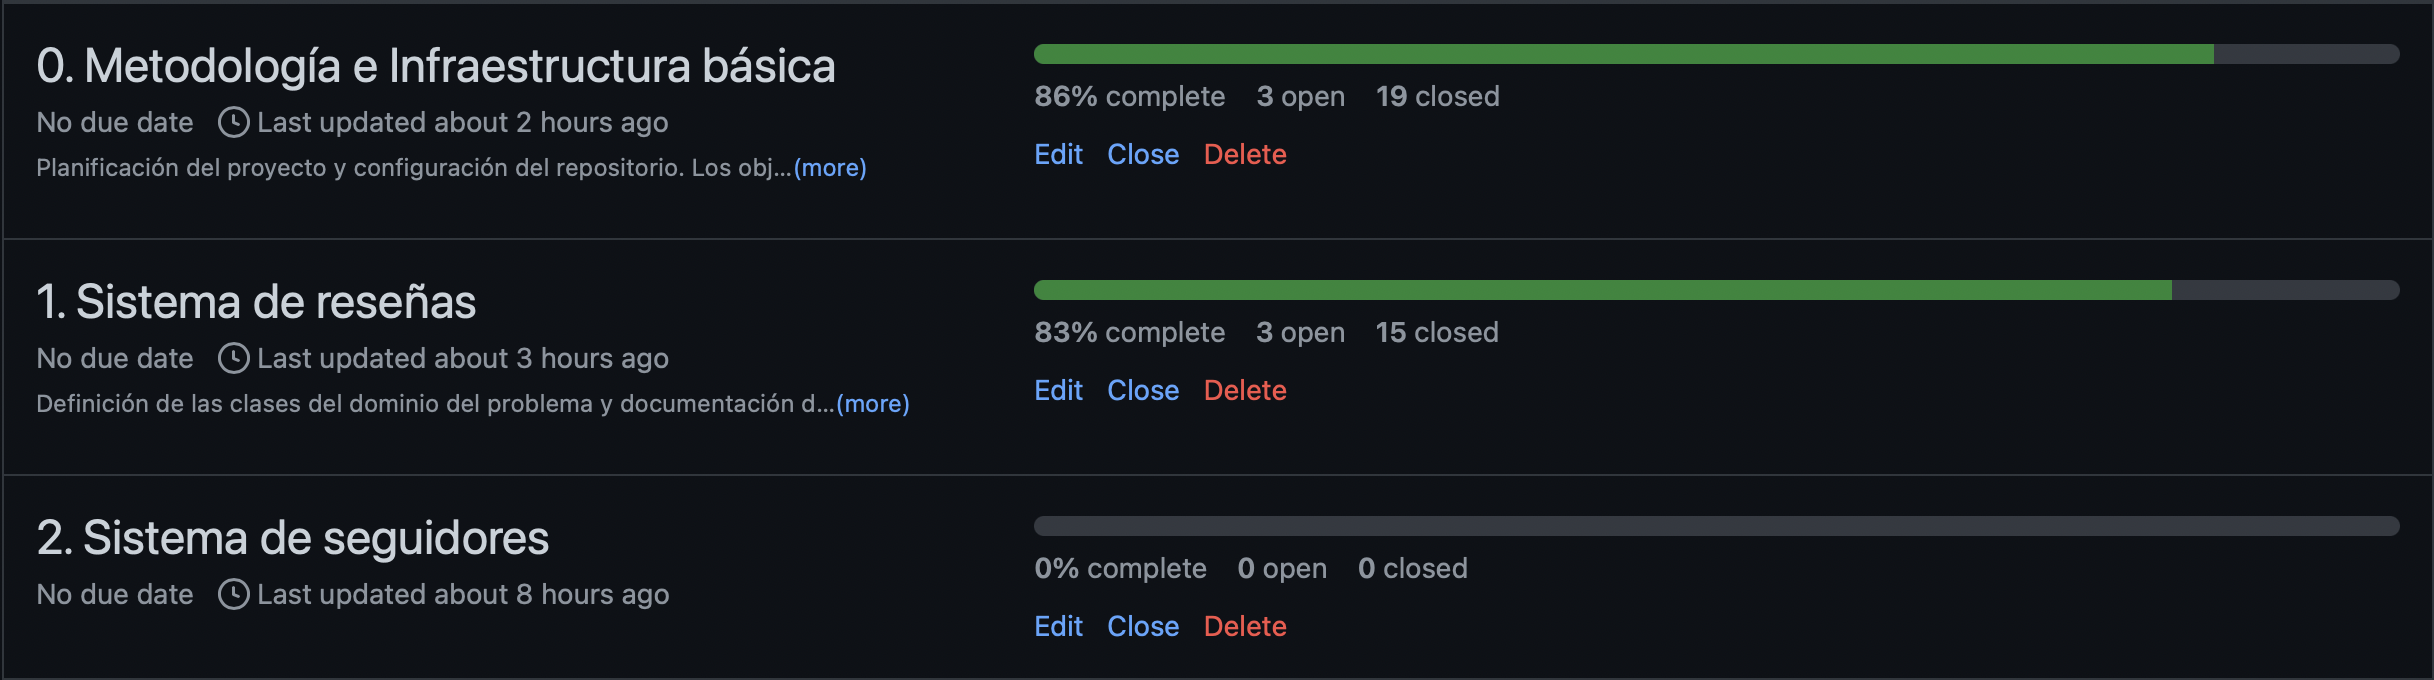 0. Metodología e Infraestructura básica
No due date Last updated about 2 hours ago
Planificación del proyecto y configuración del repositorio. Los obj...(more)
86% complete 3 open 19 closed
Edit Close Delete
1. Sistema de reseñas
No due date Last updated about 3 hours ago
Definición de las clases del dominio del problema y documentación d...(more)
83% complete 3 open 15 closed
Edit Close Delete
2. Sistema de seguidores
No due date Last updated about 8 hours ago
0% complete 0 open 0 closed
Edit Close Delete